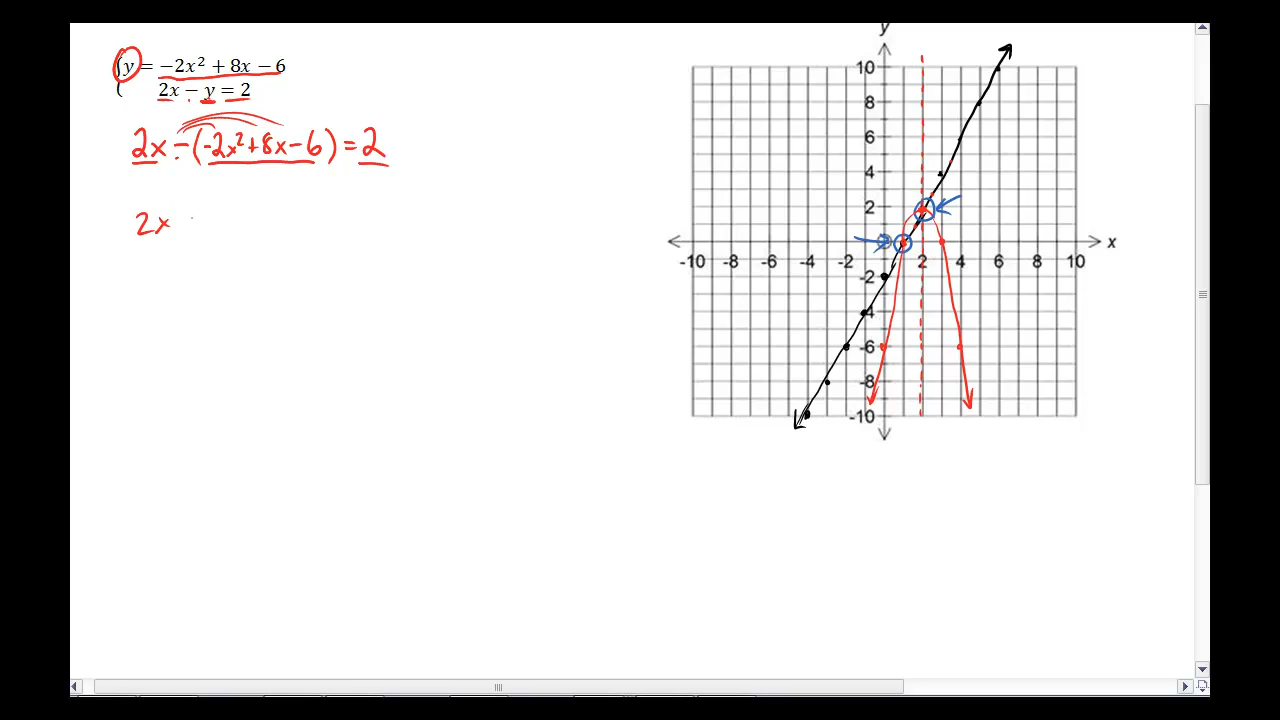 {y = −2x² + 8x − 6
2x − y = 2
2x − (-2x² + 8x − 6) = 2
2x
y
10
8
6
4
2
x
-10 -8 -6 -4 -2 2 4 6 8 10
-2
-4
-6
-8
-10